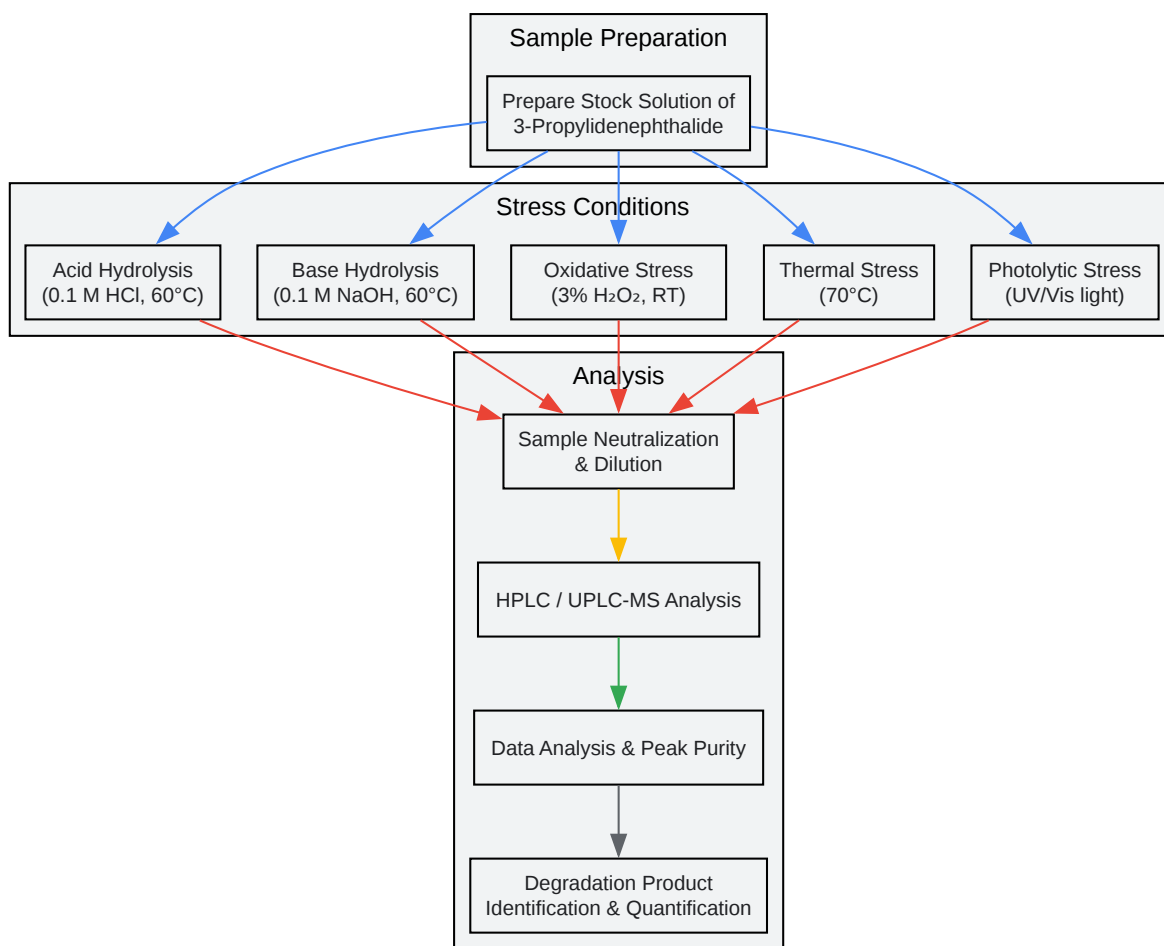 Sample Preparation
Prepare Stock Solution of
3-Propylidenephthalide
Stress Conditions
Acid Hydrolysis
(0.1 M HCl, 60°C)
Base Hydrolysis
(0.1 M NaOH, 60°C)
Oxidative Stress
(3% H₂O₂, RT)
Thermal Stress
(70°C)
Photolytic Stress
(UV/Vis light)
Analysis
Sample Neutralization
& Dilution
HPLC / UPLC-MS Analysis
Data Analysis & Peak Purity
Degradation Product
Identification & Quantification